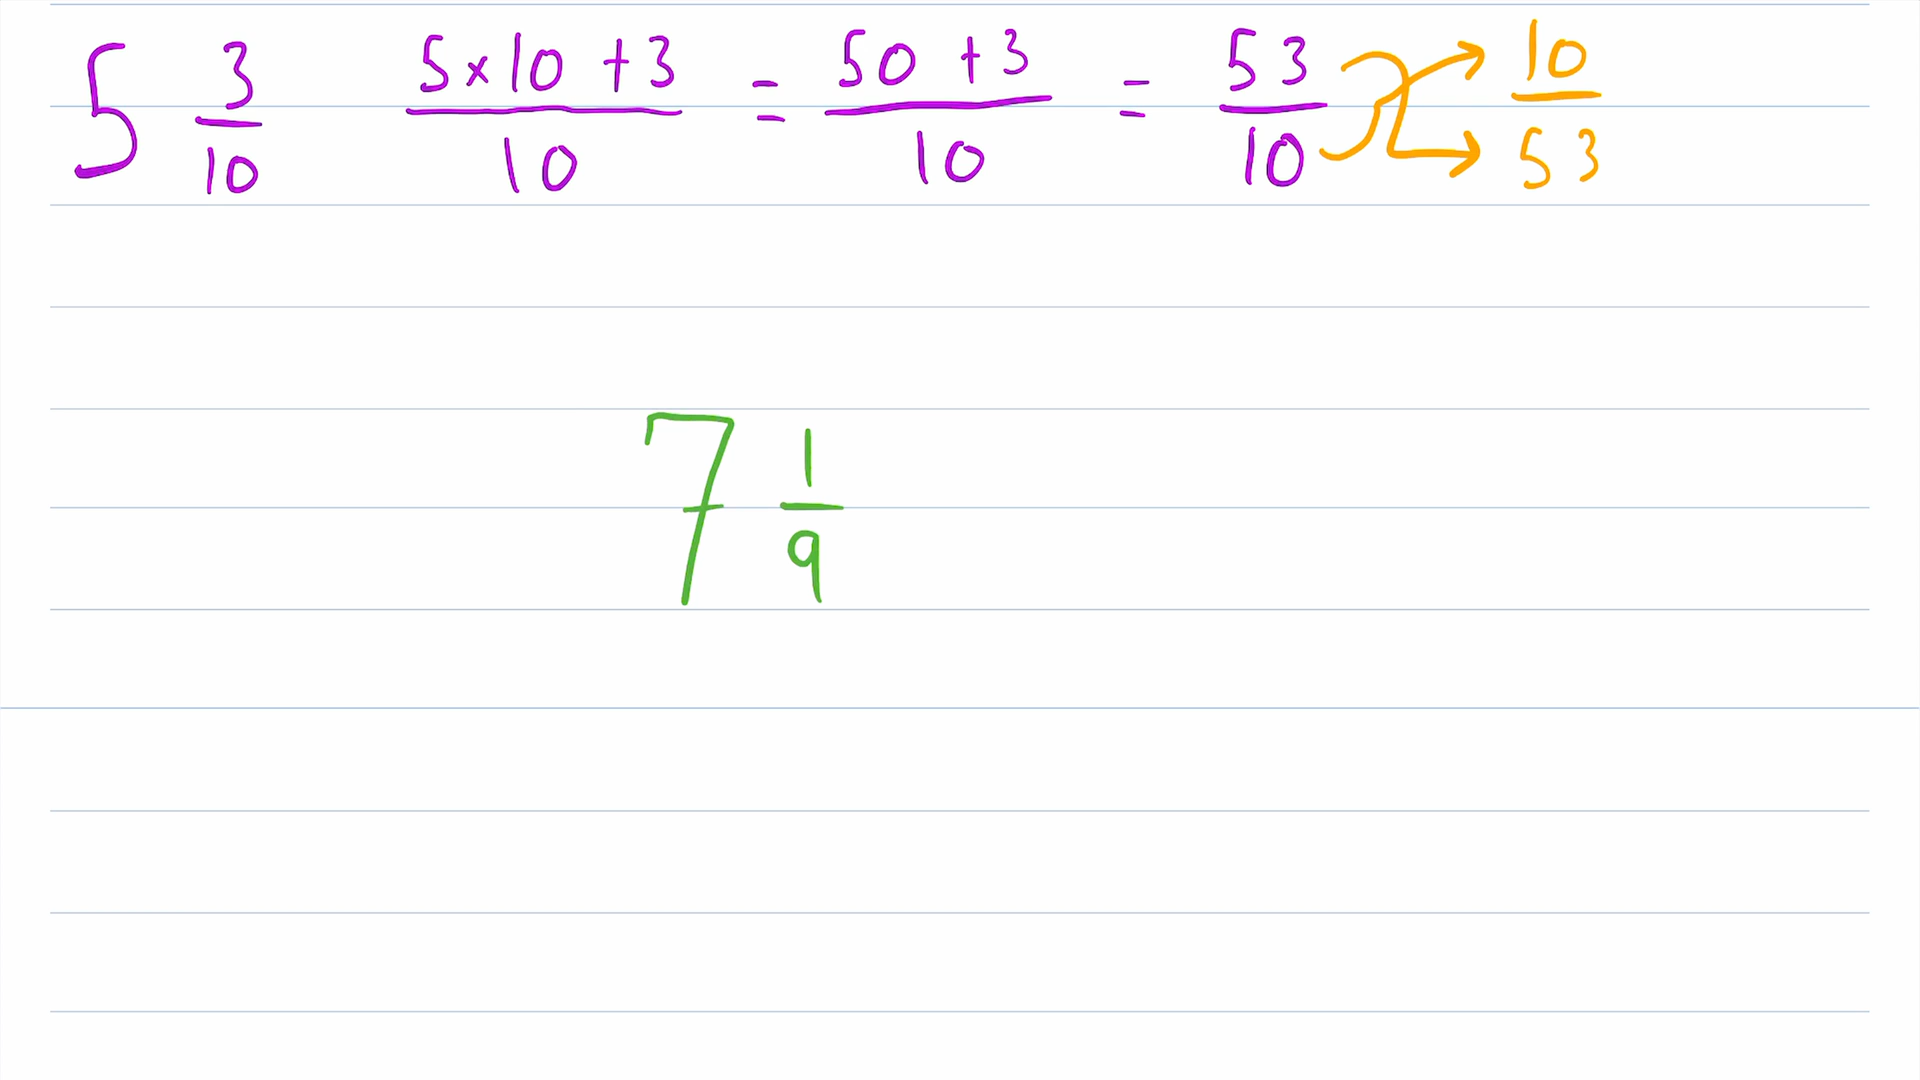 5 3/10 (5×10 +3)/10 = (50 +3)/10 = 53/10 10/53
7 1/9